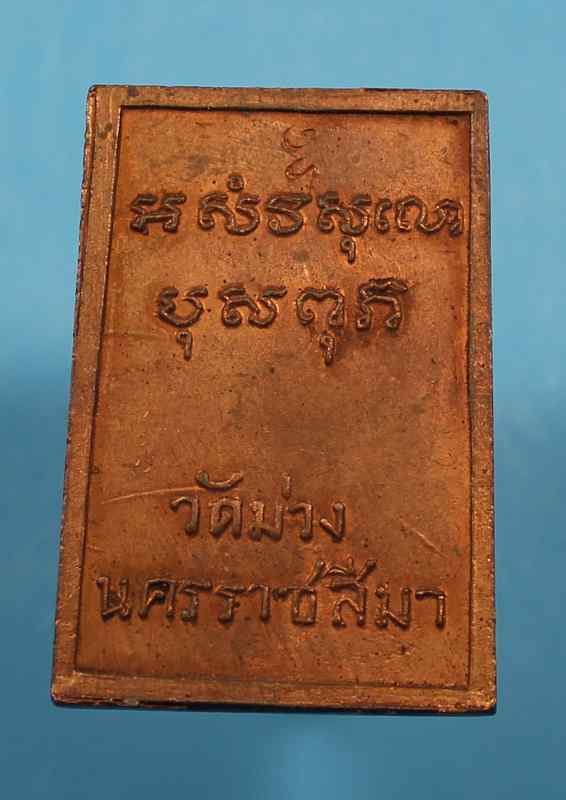 អ សំវិសុលោ
បុសពុភ
วัดม่วง
นครราชสีมา